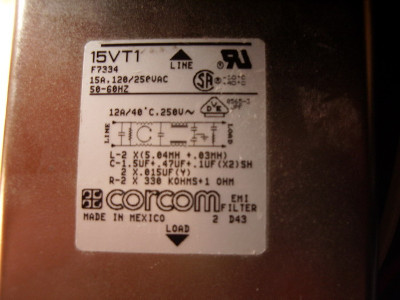 15VT1
LINE
F7334
15A,120/250VAC
50-60HZ
12A/40°C,250V~
LINE
LOAD
L-2 X(5.04MH +.03MH)
C-1.5UF+.47UF+.1UF(X2)SH
2 X.015UF(Y)
R-2 X 330 KOHMS+1 OHM
corcom EMI
FILTER
MADE IN MEXICO 2 D43
LOAD